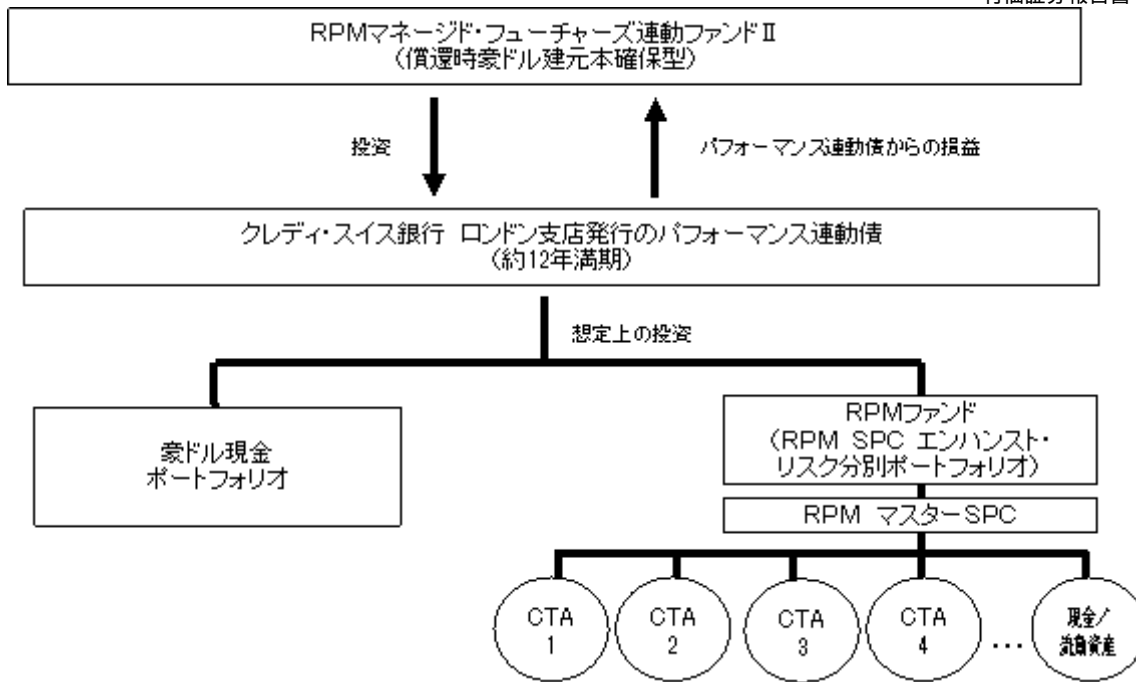 RPMマネージド・フューチャーズ連動ファンドⅡ
(償還時豪ドル建元本確保型)
投資
パフォーマンス連動債からの損益
クレディ・スイス銀行 ロンドン支店発行のパフォーマンス連動債
(約12年満期)
想定上の投資
豪ドル現金
ポートフォリオ
RPMファンド
(RPM SPC エンハンスト・
リスク分別ポートフォリオ)
RPM マスターSPC
CTA
1
CTA
2
CTA
3
CTA
4
...
現金/
流動資産